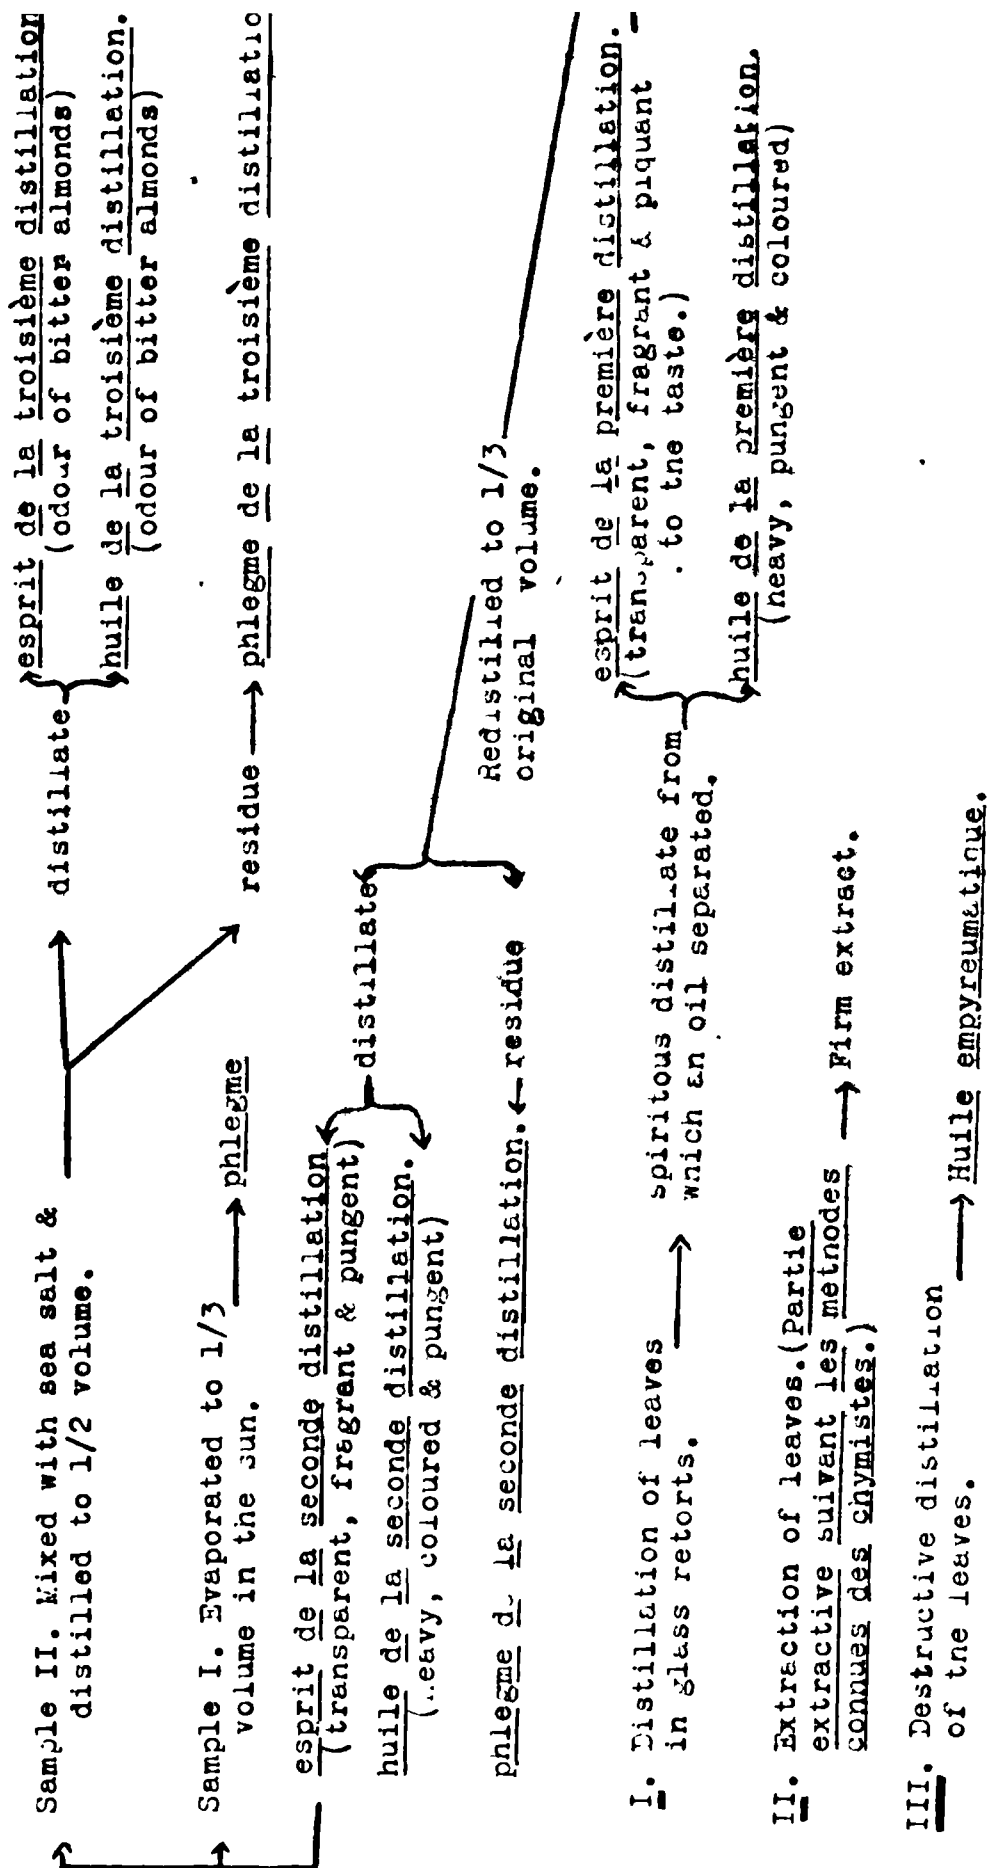 Sample II. Mixed with sea salt &
distilled to 1/2 volume.
distillate
esprit de la troisième distillation
(odour of bitter almonds)
huile de la troisième distillation.
(odour of bitter almonds)
residue
phlegme de la troisième distillatio
Sample I. Evaporated to 1/3
volume in the sun.
phlegme
esprit de la seconde distillation
(transparent, fragrant & pungent)
huile de la seconde distillation.
(heavy, coloured & pungent)
distillate
phlegme de la seconde distillation.
residue
Redistilled to 1/3
original volume.
I. Distillation of leaves
in glass retorts.
spiritous distillate from
which an oil separated.
esprit de la première distillation.
(transparent, fragrant & piquant
to the taste.)
huile de la première distillation.
(heavy, pungent & coloured)
II. Extraction of leaves.(Partie
extractive suivant les metnodes
connues des chymistes.)
Firm extract.
III. Destructive distillation
of the leaves.
Huile empyreumatique.